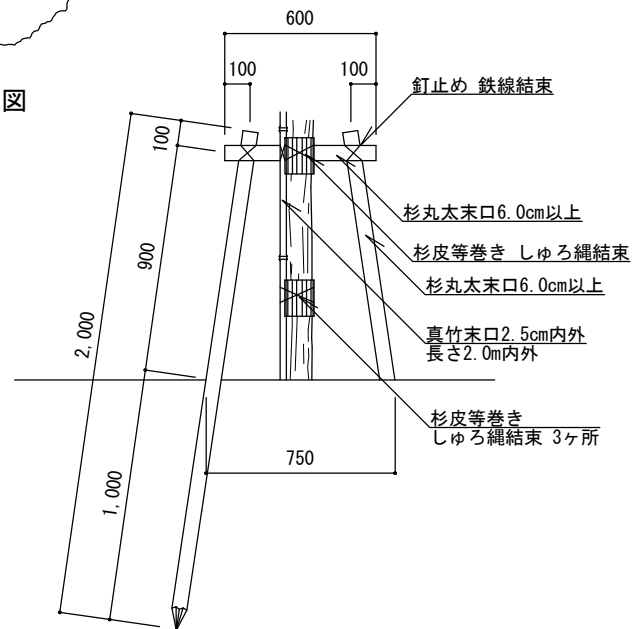 600
100
100
釘止め 鉄線結束
図
100
杉丸太末口6.0cm以上
900
杉皮等巻き しゅろ縄結束
杉丸太末口6.0cm以上
2,000
真竹末口2.5cm内外
長さ2.0m内外
杉皮等巻き
しゅろ縄結束 3ヶ所
750
1,000